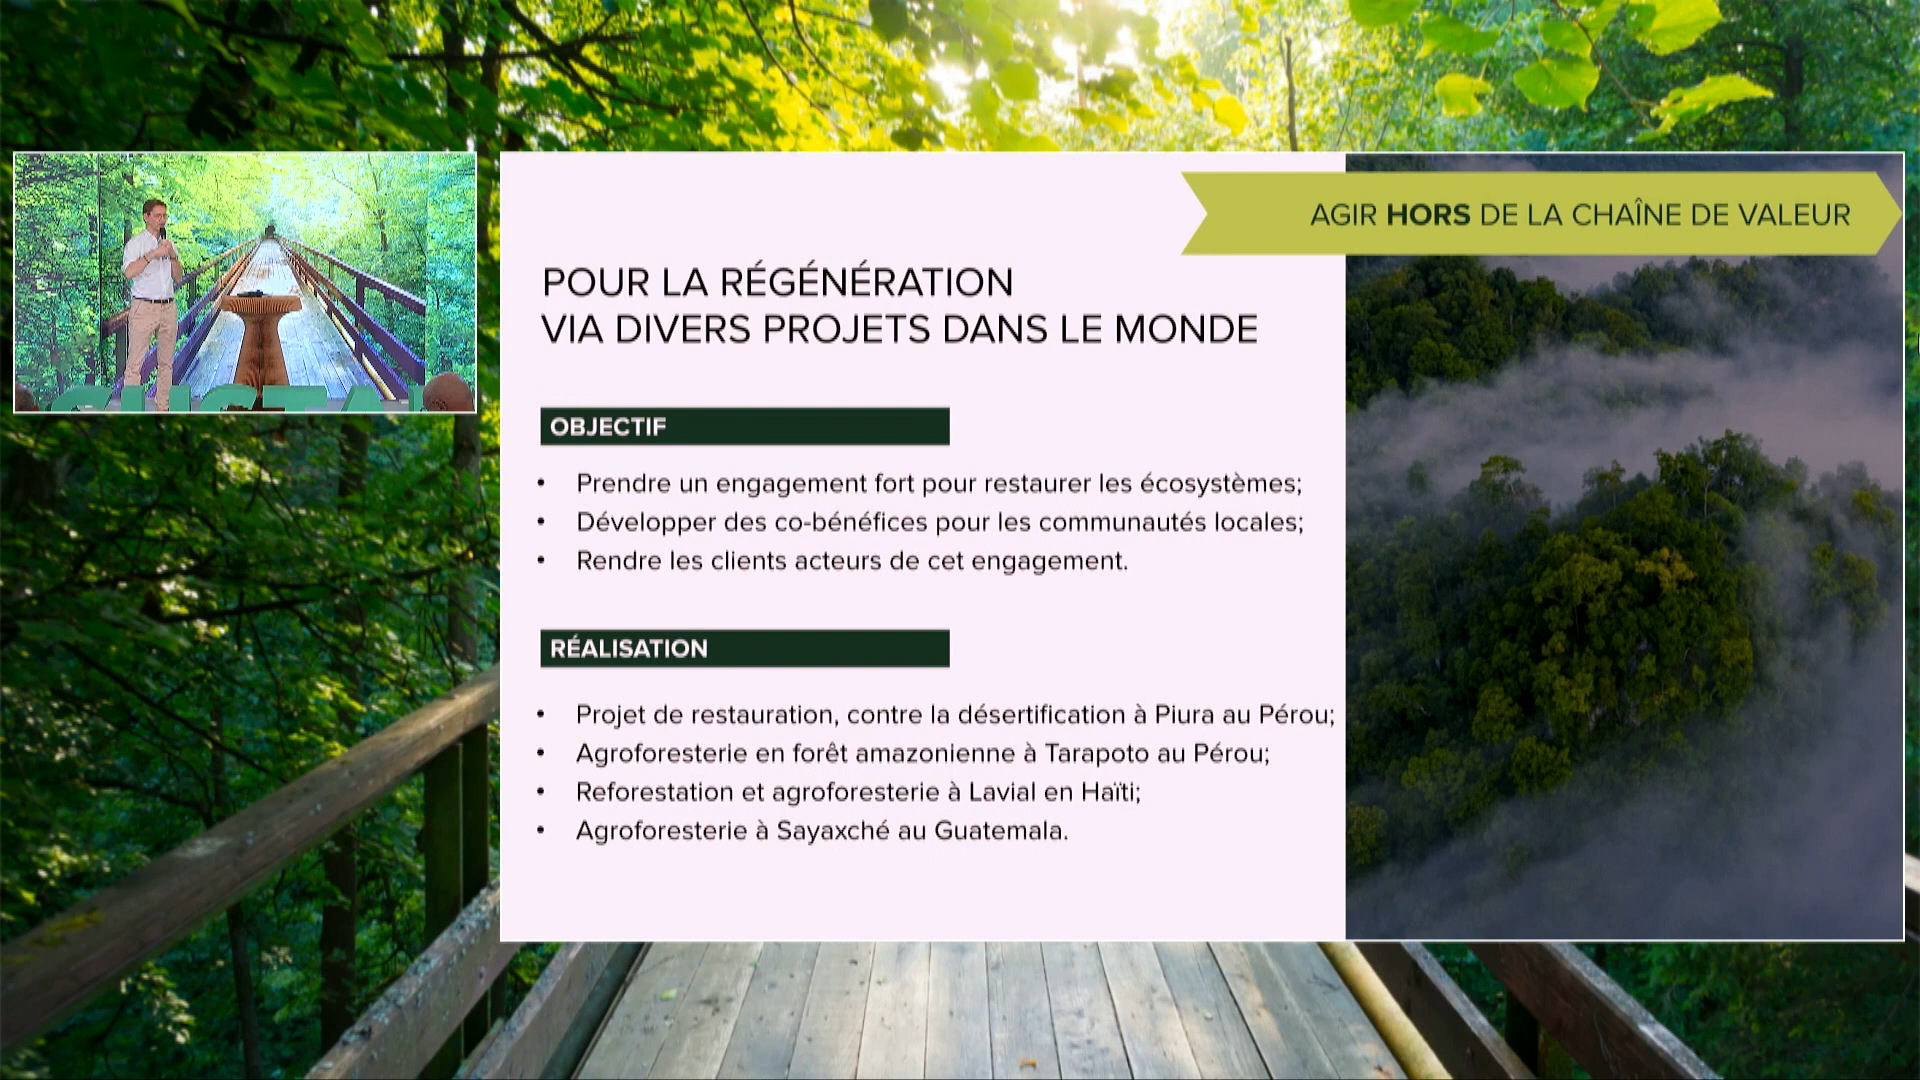 AGIR HORS DE LA CHAÎNE DE VALEUR
POUR LA RÉGÉNÉRATION
VIA DIVERS PROJETS DANS LE MONDE
OBJECTIF
• Prendre un engagement fort pour restaurer les écosystèmes;
• Développer des co-bénéfices pour les communautés locales;
• Rendre les clients acteurs de cet engagement.
RÉALISATION
• Projet de restauration, contre la désertification à Piura au Pérou;
• Agroforesterie en forêt amazonienne à Tarapoto au Pérou;
• Reforestation et agroforesterie à Lavial en Haïti;
• Agroforesterie à Sayaxché au Guatemala.